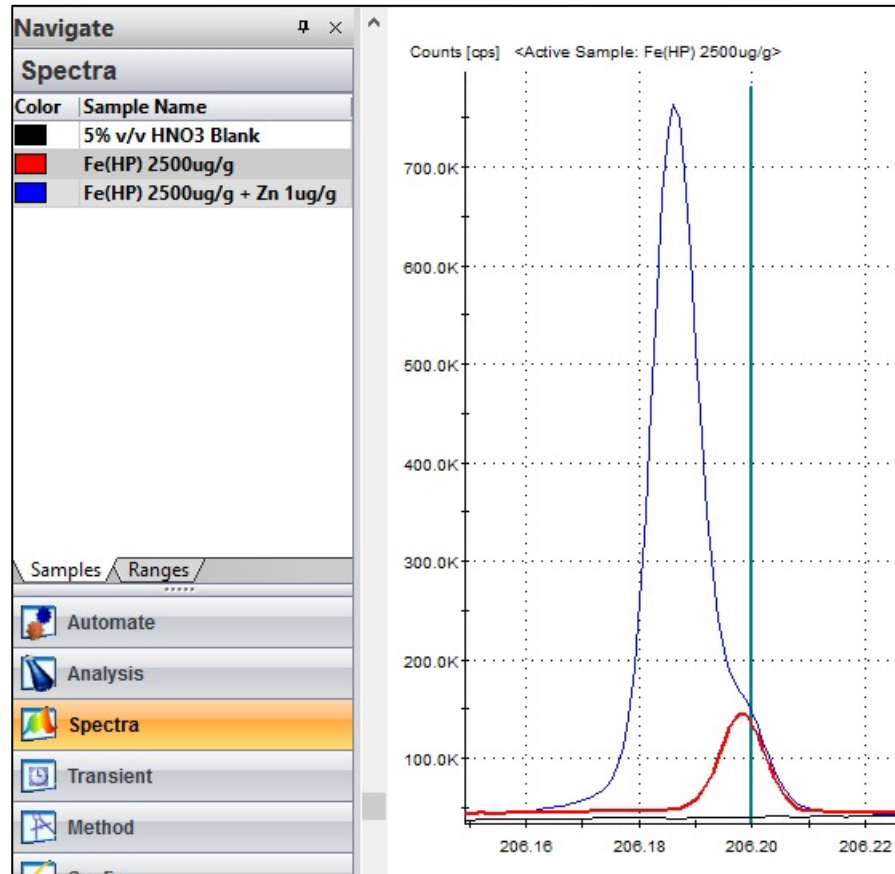 Navigate
Spectra
Color Sample Name
5% v/v HNO3 Blank
Fe(HP) 2500ug/g
Fe(HP) 2500ug/g + Zn 1ug/g
Samples Ranges
Automate
Analysis
Spectra
Transient
Method
Counts [cps] <Active Sample: Fe(HP) 2500ug/g>
700.0K
600.0K
500.0K
400.0K
300.0K
200.0K
100.0K
206.16 206.18 206.20 206.22